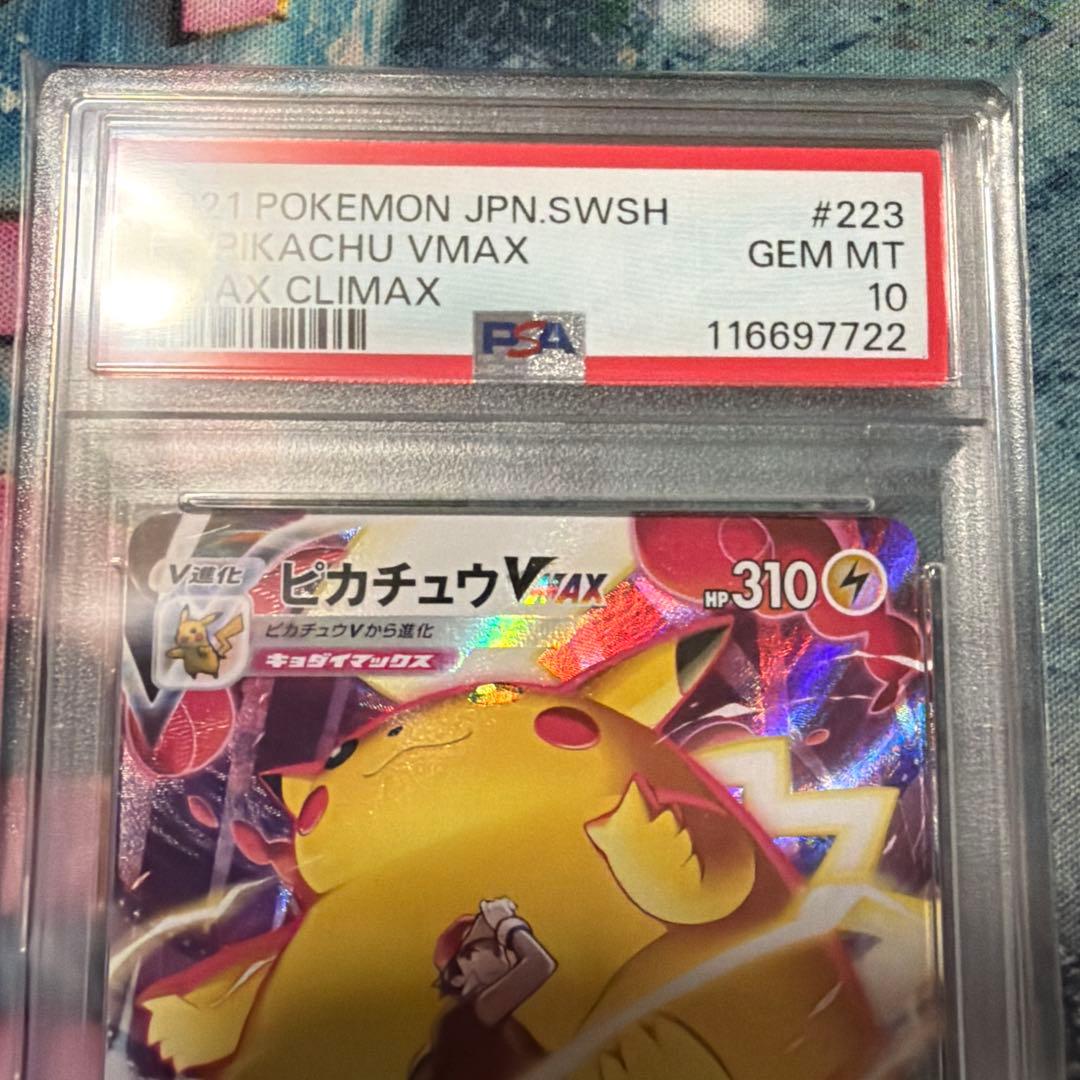 21 POKEMON JPN.SWSH #223
PIKACHU VMAX GEM MT
AX CLIMAX 10
PSA 116697722
V進化 ピカチュウVMAX HP310
ピカチュウVから進化
キョダイマックス